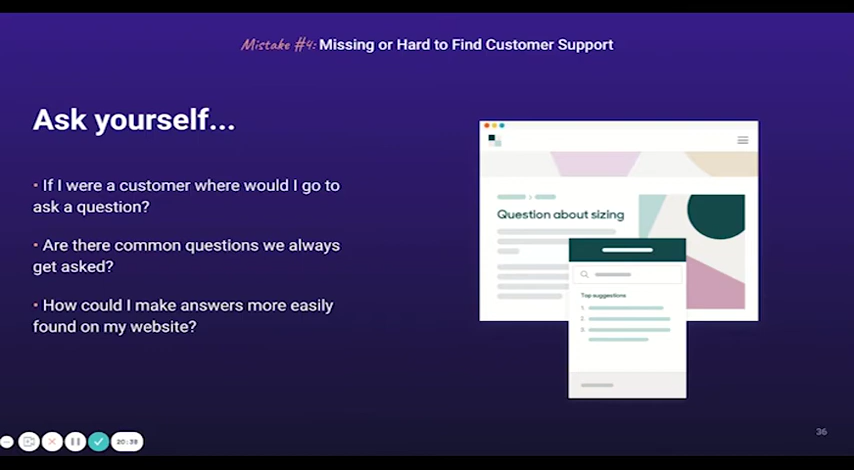 Mistake #4: Missing or Hard to Find Customer Support
Ask yourself...
• If I were a customer where would I go to
ask a question?
• Are there common questions we always
get asked?
• How could I make answers more easily
found on my website?
Question about sizing
Top suggestions
1.
2.
3.
36
20:38